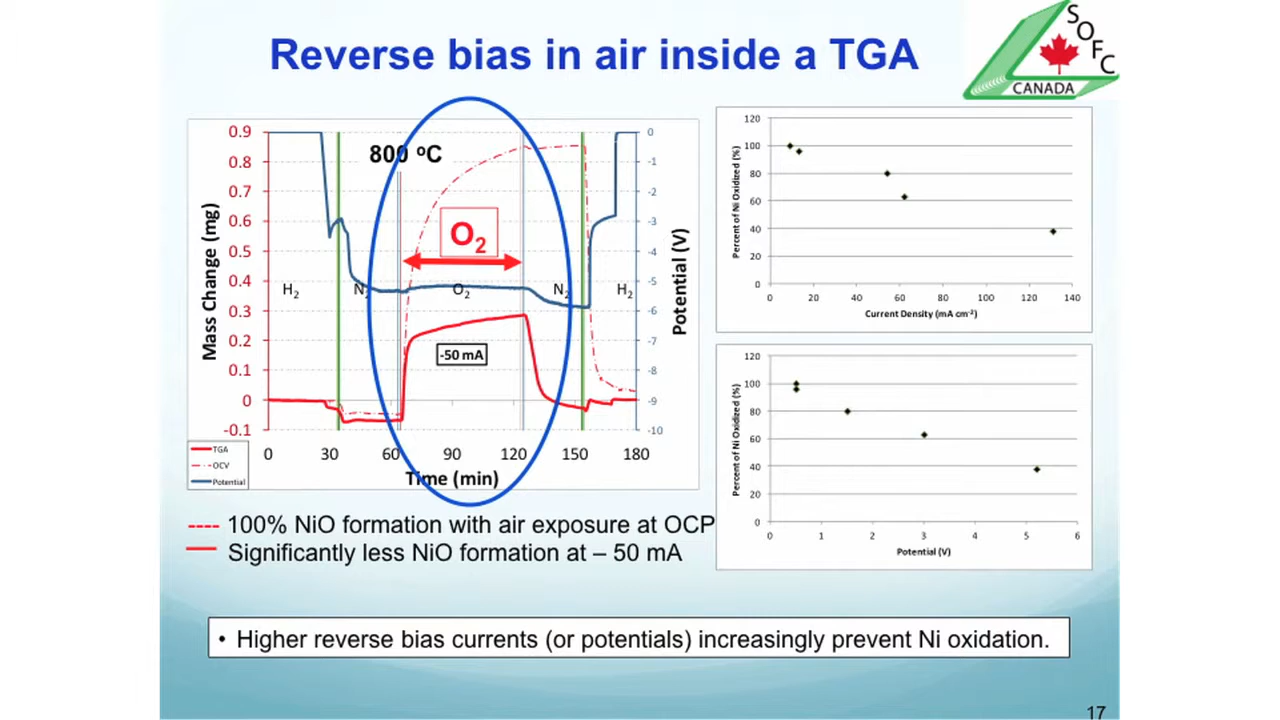 Reverse bias in air inside a TGA
S
O
F
C
CANADA
800 ºC
0.9
0.8
0.7
0.6
0.5
0.4
0.3
0.2
0.1
0
-0.1
Mass Change (mg)
0
-1
-2
-3
-4
-5
-6
-7
-8
-9
-10
Potential (V)
O2
H2
N2
O2
N2
H2
-50 mA
0 30 60 90 120 150 180
Time (min)
TGA
OCV
Potential
120
100
80
60
40
20
0
Percent of Ni Oxidized (%)
0 20 40 60 80 100 120 140
Current Density (mA cm-2)
120
100
80
60
40
20
0
Percent of Ni Oxidized (%)
0 1 2 3 4 5 6
Potential (V)
100% NiO formation with air exposure at OCP
Significantly less NiO formation at – 50 mA
• Higher reverse bias currents (or potentials) increasingly prevent Ni oxidation.
17